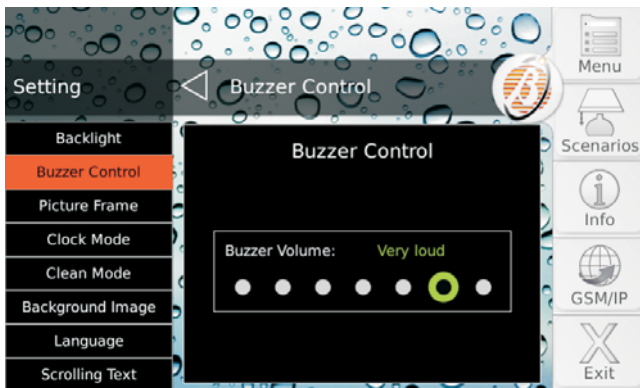 Setting
Buzzer Control
Backlight
Buzzer Control
Picture Frame
Clock Mode
Clean Mode
Background Image
Language
Scrolling Text
Buzzer Control
Buzzer Volume: Very loud
Menu
Scenarios
Info
GSM/IP
Exit